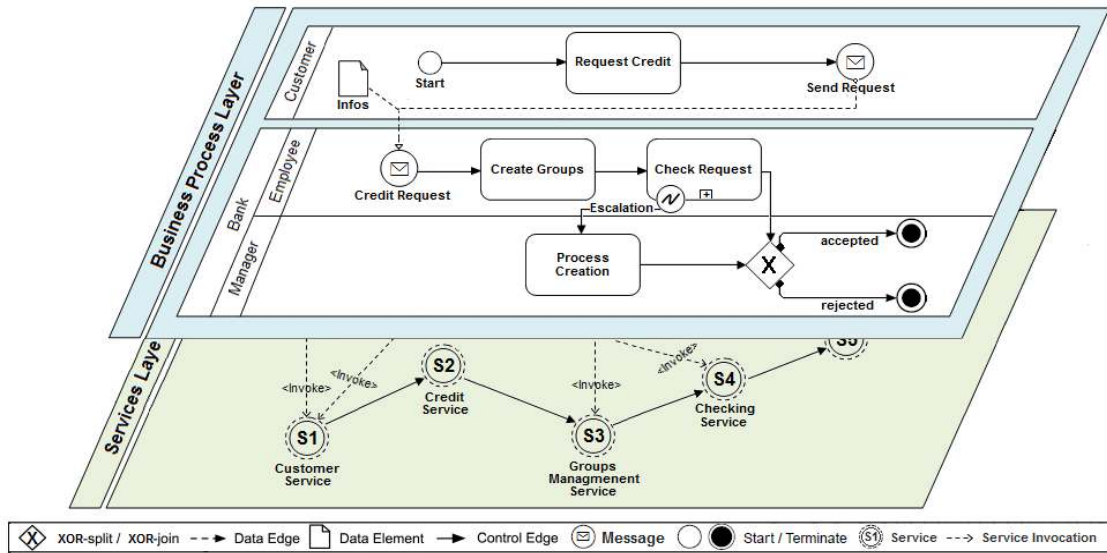 Business Process Layer
Customer
Infos
Start
Request Credit
Send Request
Bank
Employee
Manager
Credit Request
Create Groups
Check Request
Escalation
Process
Creation
X
accepted
rejected
Services Laye
<Invoke>
<Invoke>
<Invoke>
<Invoke>
S1
Customer
Service
S2
Credit
Service
S3
Groups
Managmenent
Service
S4
Checking
Service
S5
X XOR-split / XOR-join Data Edge Data Element Control Edge Message Start / Terminate S1 Service Service Invocation